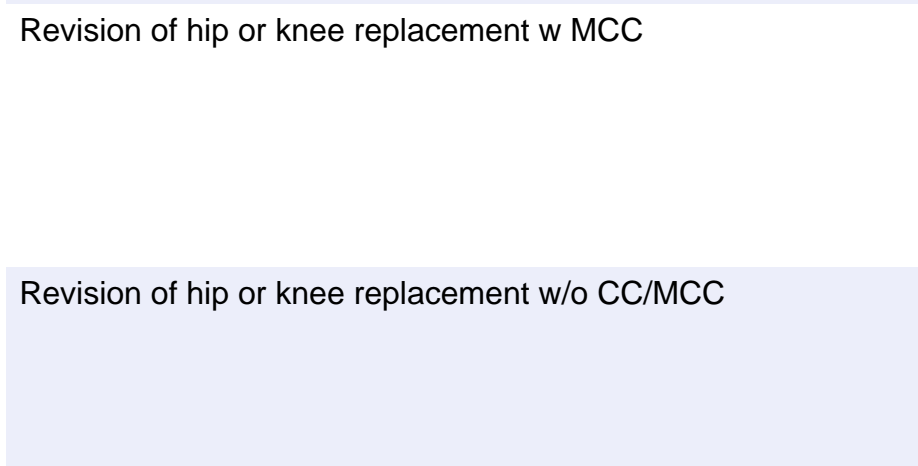 Revision of hip or knee replacement w MCC
Revision of hip or knee replacement w/o CC/MCC